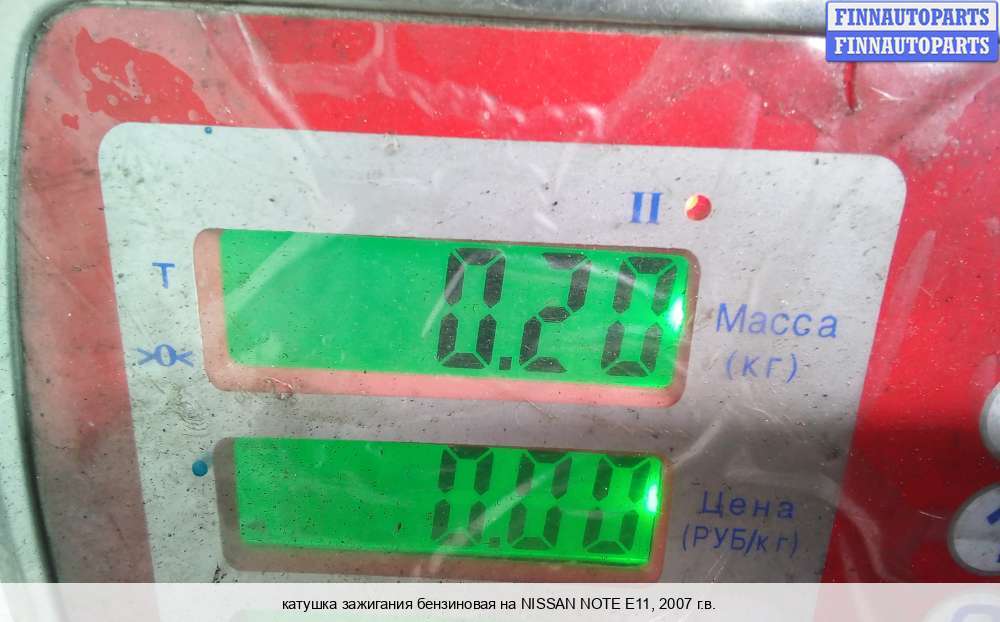 FINNAUTOPARTS
FINNAUTOPARTS
II
T
0.20
Масса
(кг)
>0<
0.00
Цена
(РУБ/кг)
катушка зажигания бензиновая на NISSAN NOTE E11, 2007 г.в.